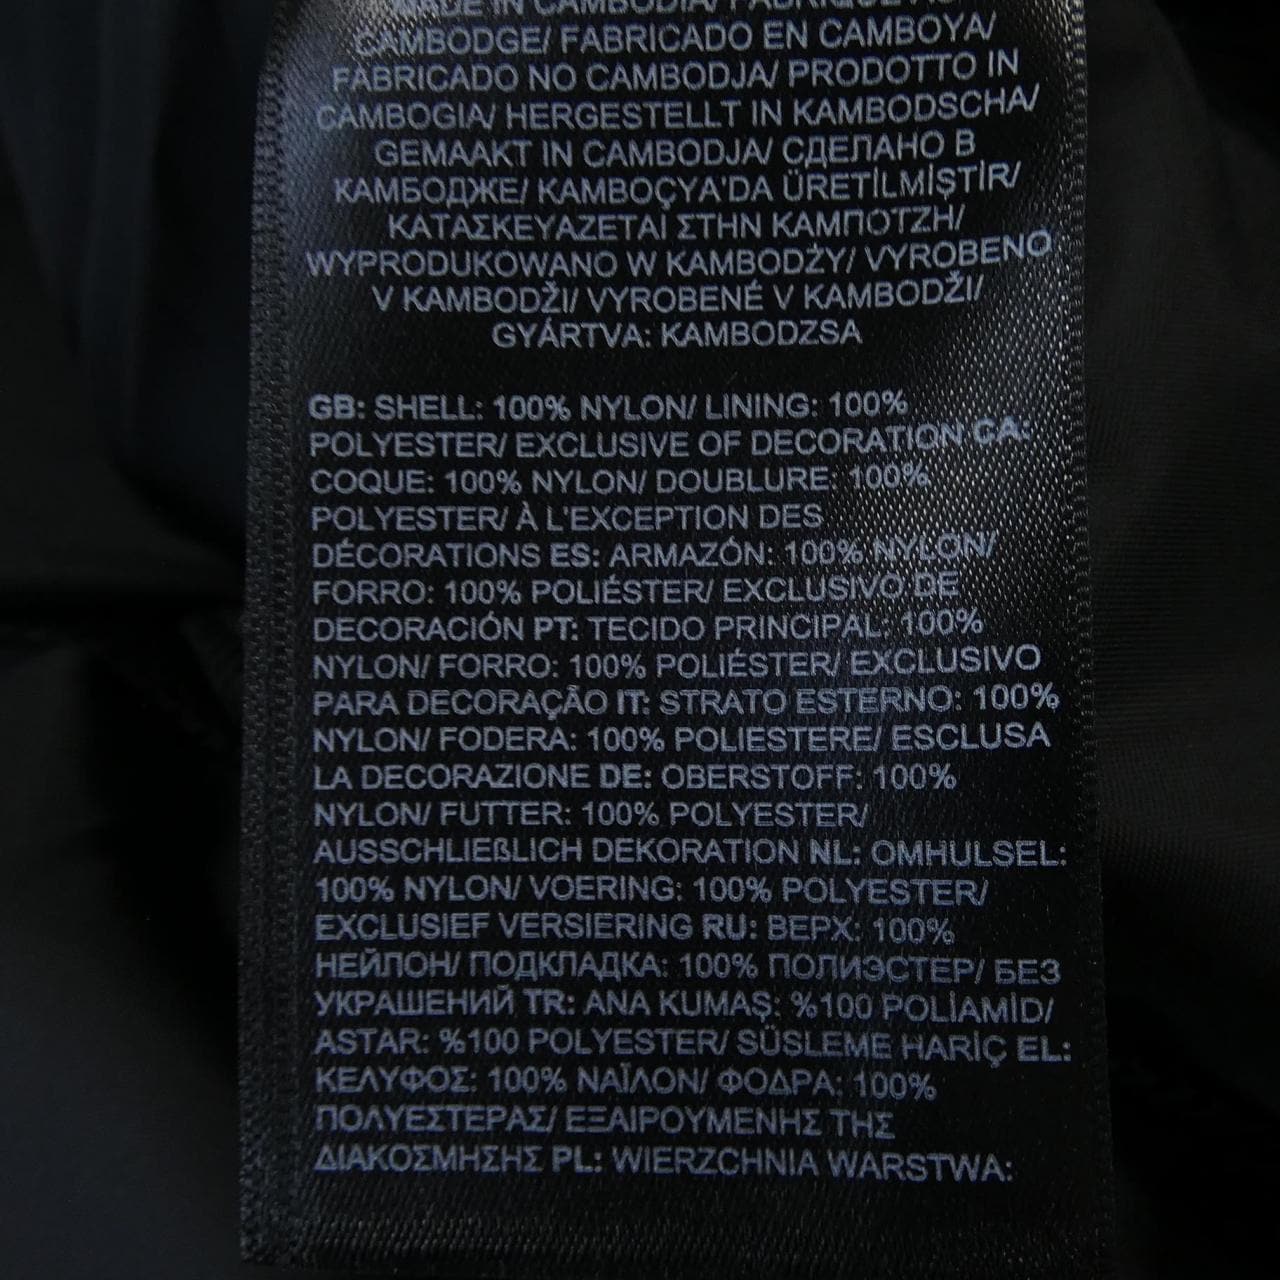 MADE IN CAMBODIA/ FABRIQUÉ AU
CAMBODGE/ FABRICADO EN CAMBOYA/
FABRICADO NO CAMBODJA/ PRODOTTO IN
CAMBOGIA/ HERGESTELLT IN KAMBODSCHA/
GEMAAKT IN CAMBODJA/ СДЕЛАНО В
КАМБОДЖЕ/ KAMBOÇYA'DA ÜRETİLMİŞTİR/
ΚΑΤΑΣΚΕΥΑΖΕΤΑΙ ΣΤΗΝ ΚΑΜΠΟΤΖΗ/
WYPRODUKOWANO W KAMBODŻY/ VYROBENO
V KAMBODŽI/ VYROBENÉ V KAMBODŽI/
GYÁRTVA: KAMBODZSA
GB: SHELL: 100% NYLON/ LINING: 100%
POLYESTER/ EXCLUSIVE OF DECORATION CA:
COQUE: 100% NYLON/ DOUBLURE: 100%
POLYESTER/ À L'EXCEPTION DES
DÉCORATIONS ES: ARMAZÓN: 100% NYLON/
FORRO: 100% POLIÉSTER/ EXCLUSIVO DE
DECORACIÓN PT: TECIDO PRINCIPAL: 100%
NYLON/ FORRO: 100% POLIÉSTER/ EXCLUSIVO
PARA DECORAÇÃO IT: STRATO ESTERNO: 100%
NYLON/ FODERA: 100% POLIESTERE/ ESCLUSA
LA DECORAZIONE DE: OBERSTOFF: 100%
NYLON/ FUTTER: 100% POLYESTER/
AUSSCHLIEßLICH DEKORATION NL: OMHULSEL:
100% NYLON/ VOERING: 100% POLYESTER/
EXCLUSIEF VERSIERING RU: ВЕРХ: 100%
НЕЙЛОН/ ПОДКЛАДКА: 100% ПОЛИЭСТЕР/ БЕЗ
УКРАШЕНИЙ TR: ANA KUMAŞ: %100 POLİAMİD/
ASTAR: %100 POLYESTER/ SÜSLEME HARİÇ EL:
ΚΕΛΥΦΟΣ: 100% ΝΑΪΛΟΝ/ ΦΟΔΡΑ: 100%
ΠΟΛΥΕΣΤΕΡΑΣ/ ΕΞΑΙΡΟΥΜΕΝΗΣ ΤΗΣ
ΔΙΑΚΟΣΜΗΣΗΣ PL: WIERZCHNIA WARSTWA: